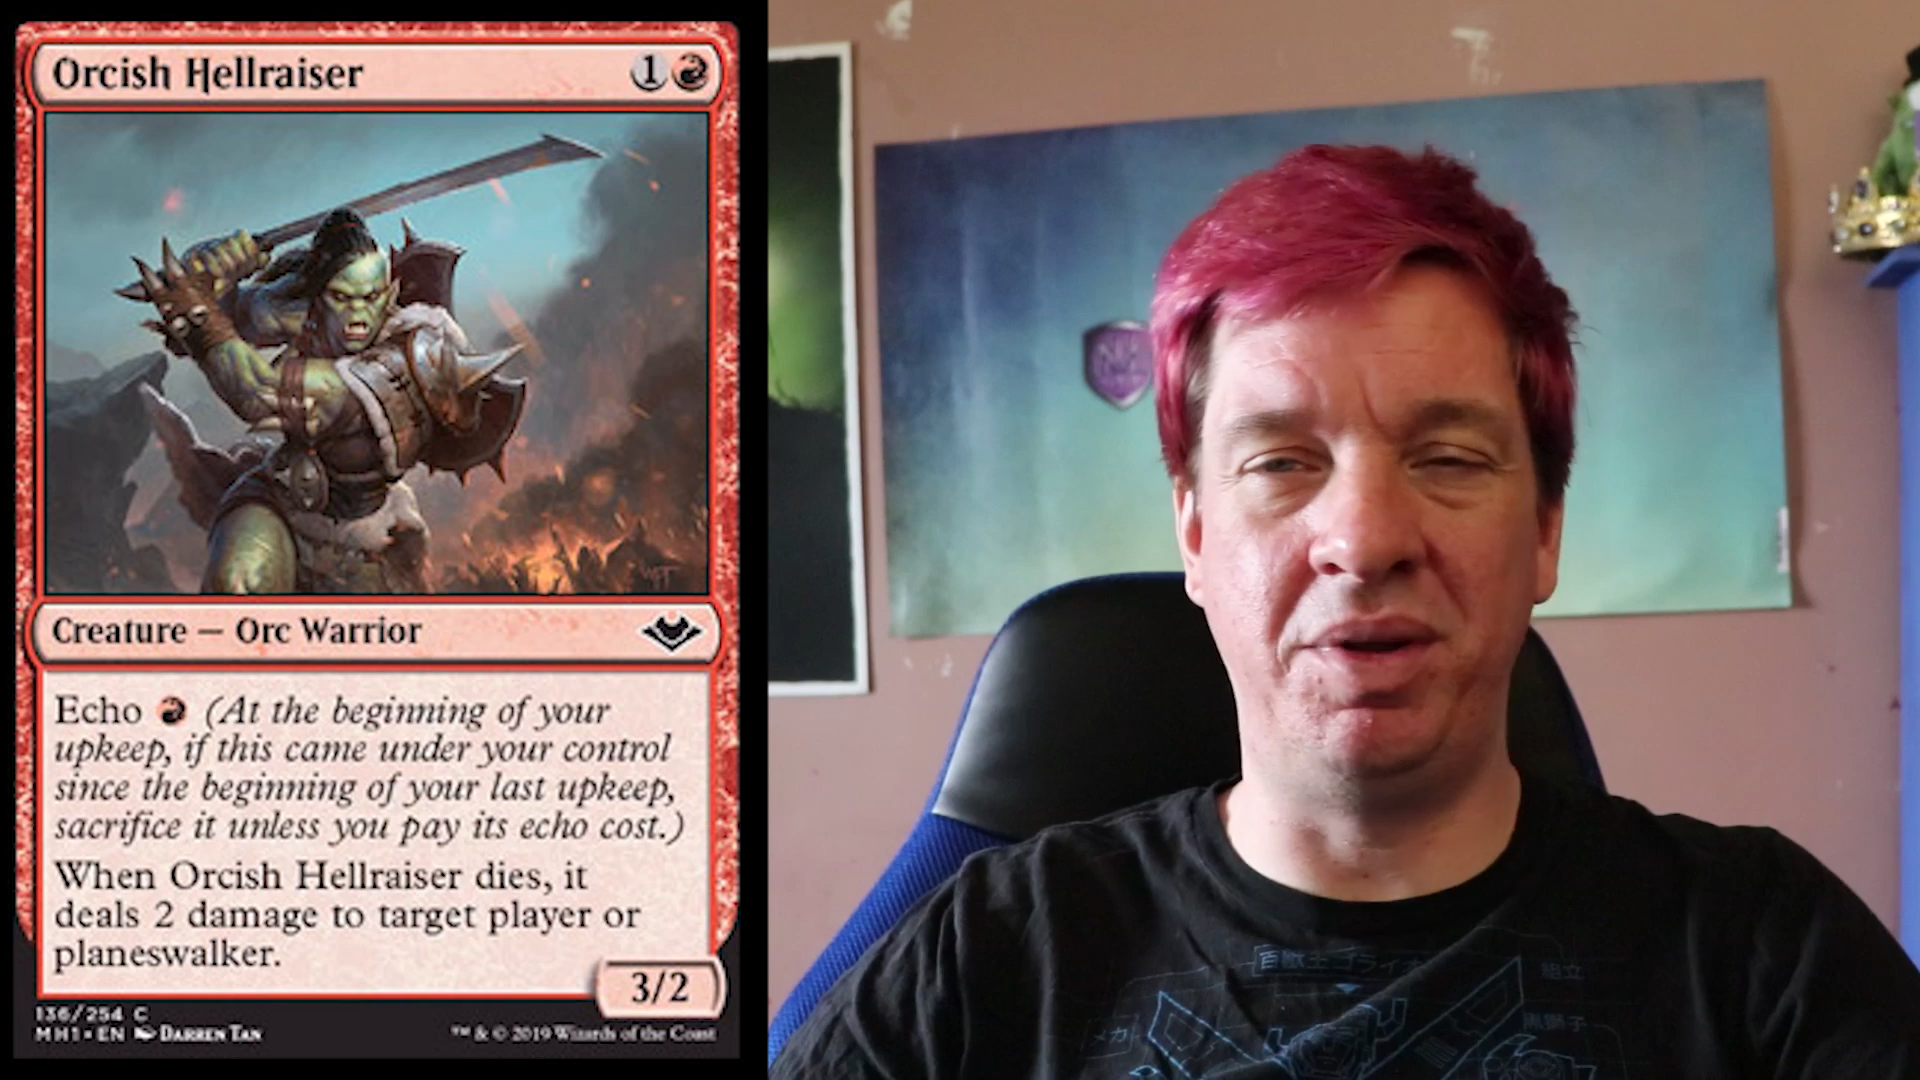 Orcish Hellraiser 1
Creature — Orc Warrior
Echo (At the beginning of your
upkeep, if this came under your control
since the beginning of your last upkeep,
sacrifice it unless you pay its echo cost.)
When Orcish Hellraiser dies, it
deals 2 damage to target player or
planeswalker.
3/2
136/254 C
MH1 • EN DARREN TAN
™ & © 2019 Wizards of the Coast
組立